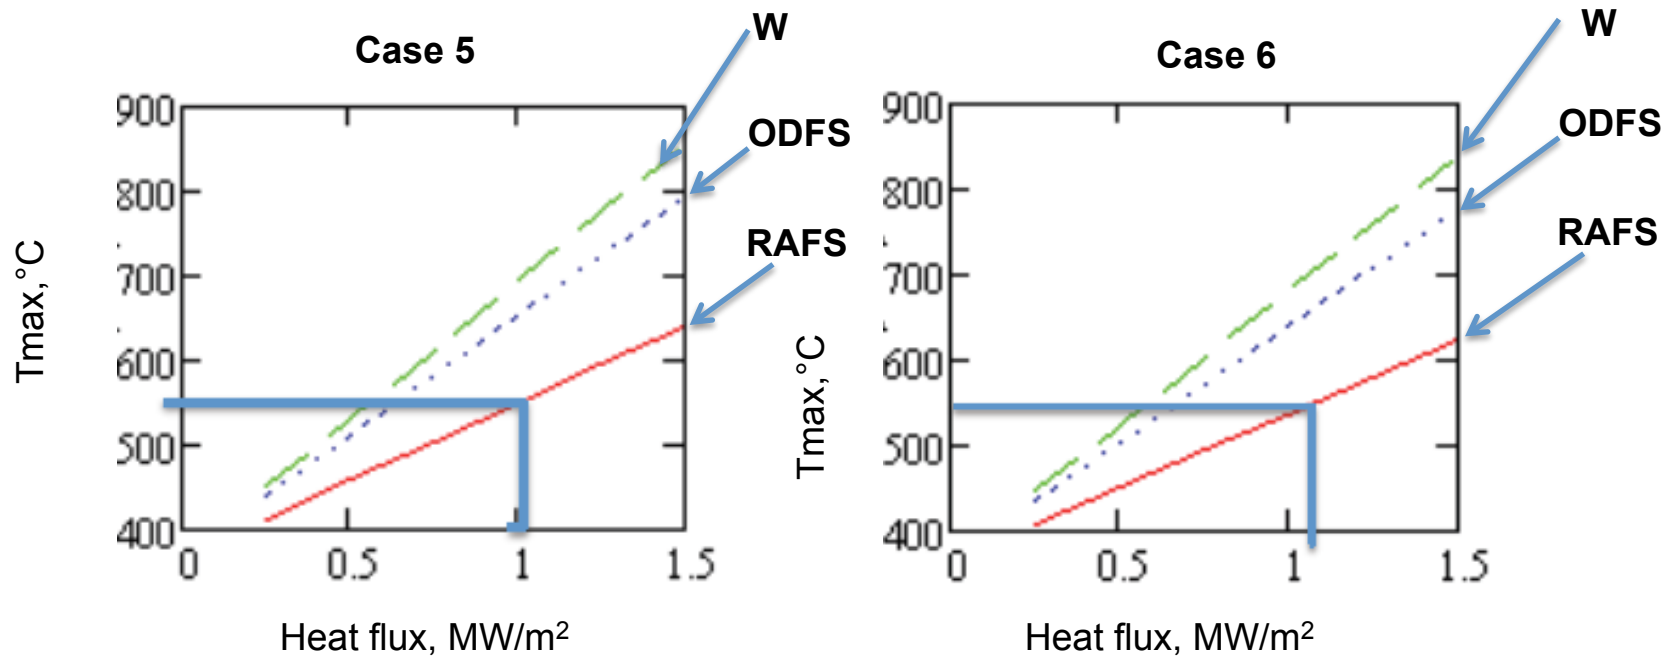 Case 5
W
900
ODFS
800
RAFS
700
600
500
400
0 0.5 1 1.5
Tmax,°C
Heat flux, MW/m²
Case 6
W
900
ODFS
800
RAFS
700
600
500
400
0 0.5 1 1.5
Tmax,°C
Heat flux, MW/m²